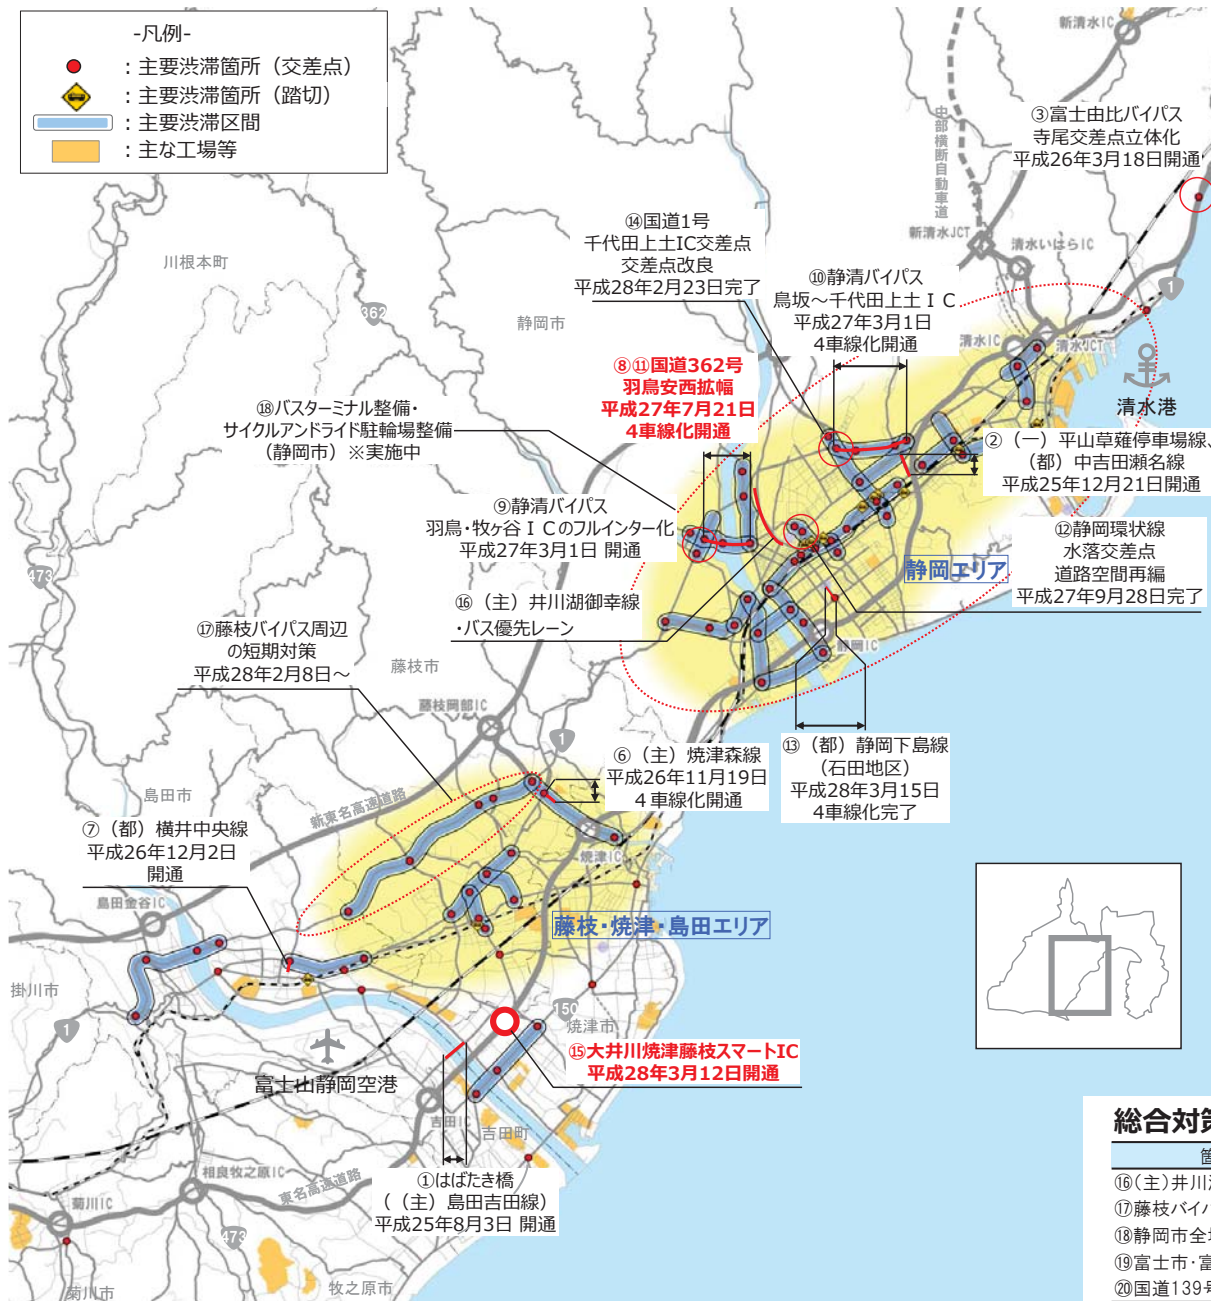 -凡例-
：主要渋滞箇所（交差点）
：主要渋滞箇所（踏切）
：主要渋滞区間
：主な工場等
新清水IC
中部横断自動車道
③富士由比バイパス
寺尾交差点立体化
平成26年3月18日開通
新清水JCT
清水いはらIC
1
⑭国道1号
千代田上土IC交差点
交差点改良
平成28年2月23日完了
⑩静清バイパス
鳥坂～千代田上土ＩＣ
平成27年3月1日
4車線化開通
川根本町
362
静岡市
清水IC
清水JCT
清水港
⑧⑪国道362号
羽鳥安西拡幅
平成27年7月21日
4車線化開通
⑱バスターミナル整備・
サイクルアンドライド駐輪場整備
（静岡市）※実施中
②（一）平山草薙停車場線、
（都）中吉田瀬名線
平成25年12月21日開通
⑨静清バイパス
羽鳥・牧ヶ谷ＩＣのフルインター化
平成27年3月1日 開通
⑫静岡環状線
水落交差点
道路空間再編
平成27年9月28日完了
静岡エリア
473
⑯（主）井川湖御幸線
・バス優先レーン
⑰藤枝バイパス周辺
の短期対策
平成28年2月8日～
藤枝市
静岡IC
藤枝岡部IC
1
⑥（主）焼津森線
平成26年11月19日
４車線化開通
⑬（都）静岡下島線
（石田地区）
平成28年3月15日
4車線化完了
島田市
新東名高速道路
⑦（都）横井中央線
平成26年12月2日
開通
焼津IC
島田金谷IC
藤枝・焼津・島田エリア
掛川市
1
150
焼津市
⑮大井川焼津藤枝スマートIC
平成28年3月12日開通
富士山静岡空港
吉田IC
吉田町
相良牧之原IC
東名高速道路
①はばたき橋
（（主）島田吉田線）
平成25年8月3日 開通
菊川IC
473
牧之原市
菊川市
総合対策
箇
⑯(主)井川湖
⑰藤枝バイパ
⑱静岡市全域
⑲富士市・富
⑳国道139号